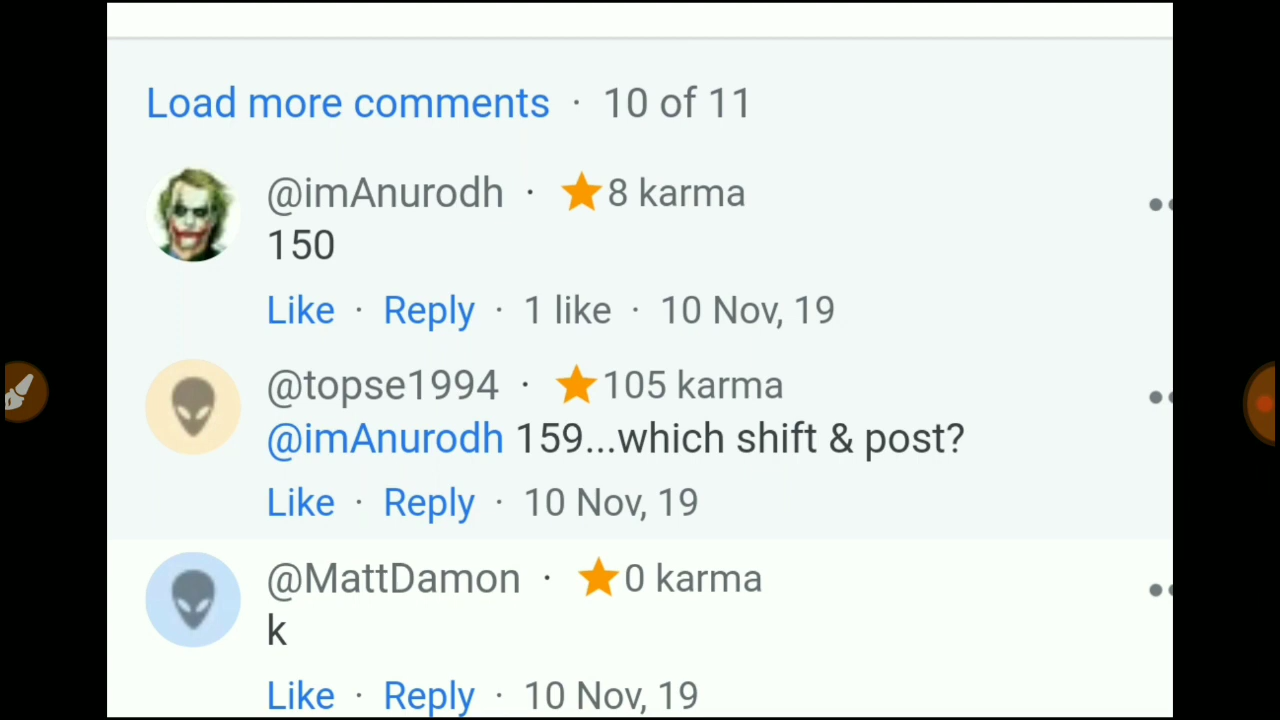 Load more comments · 10 of 11
@imAnurodh · 8 karma
150
Like · Reply · 1 like · 10 Nov, 19
@topse1994 · 105 karma
@imAnurodh 159...which shift & post?
Like · Reply · 10 Nov, 19
@MattDamon · 0 karma
k
Like · Reply · 10 Nov, 19